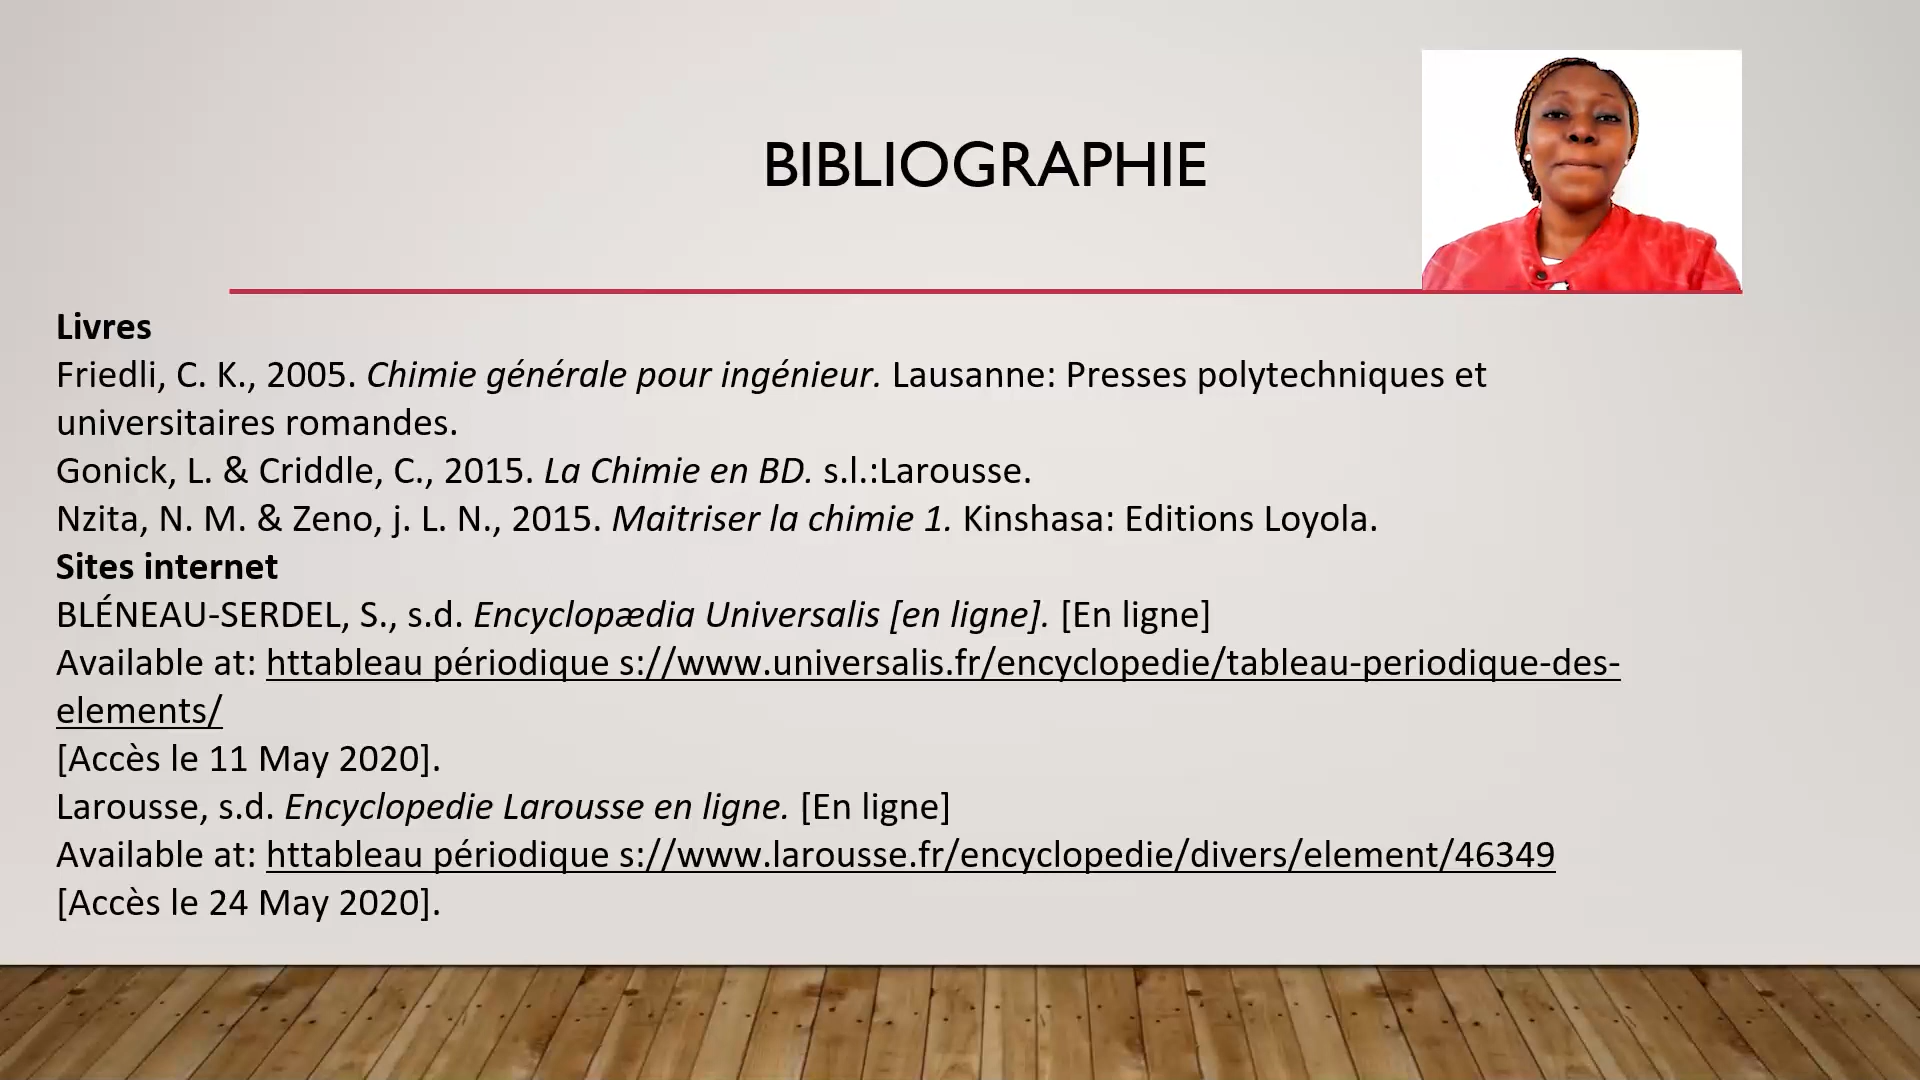 BIBLIOGRAPHIE
Livres
Friedli, C. K., 2005. Chimie générale pour ingénieur. Lausanne: Presses polytechniques et
universitaires romandes.
Gonick, L. & Criddle, C., 2015. La Chimie en BD. s.l.:Larousse.
Nzita, N. M. & Zeno, j. L. N., 2015. Maitriser la chimie 1. Kinshasa: Editions Loyola.
Sites internet
BLÉNEAU-SERDEL, S., s.d. Encyclopædia Universalis [en ligne]. [En ligne]
Available at: httableau périodique s://www.universalis.fr/encyclopedie/tableau-periodique-des-
elements/
[Accès le 11 May 2020].
Larousse, s.d. Encyclopedie Larousse en ligne. [En ligne]
Available at: httableau périodique s://www.larousse.fr/encyclopedie/divers/element/46349
[Accès le 24 May 2020].